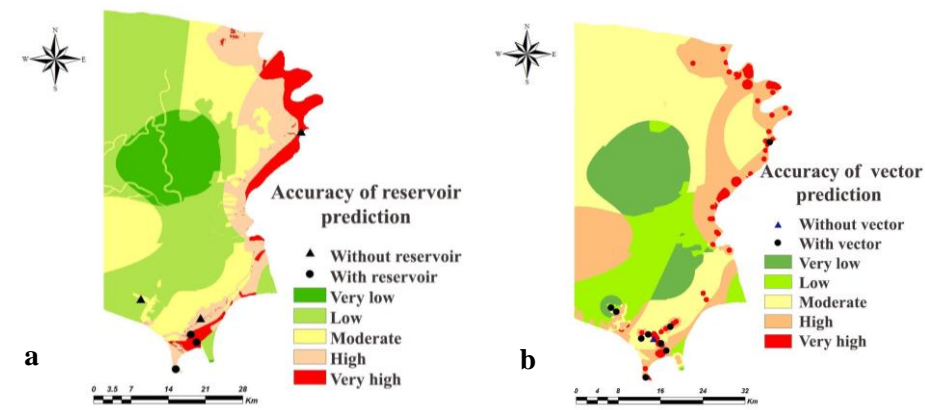 N
W E
S
Accuracy of reservoir
prediction
Without reservoir
With reservoir
Very low
Low
Moderate
High
Very high
a
0 3.5 7 14 21 28
Km
N
W E
S
Accuracy of vector
prediction
Without vector
With vector
Very low
Low
Moderate
High
Very high
b
0 4 8 16 24 32
Km